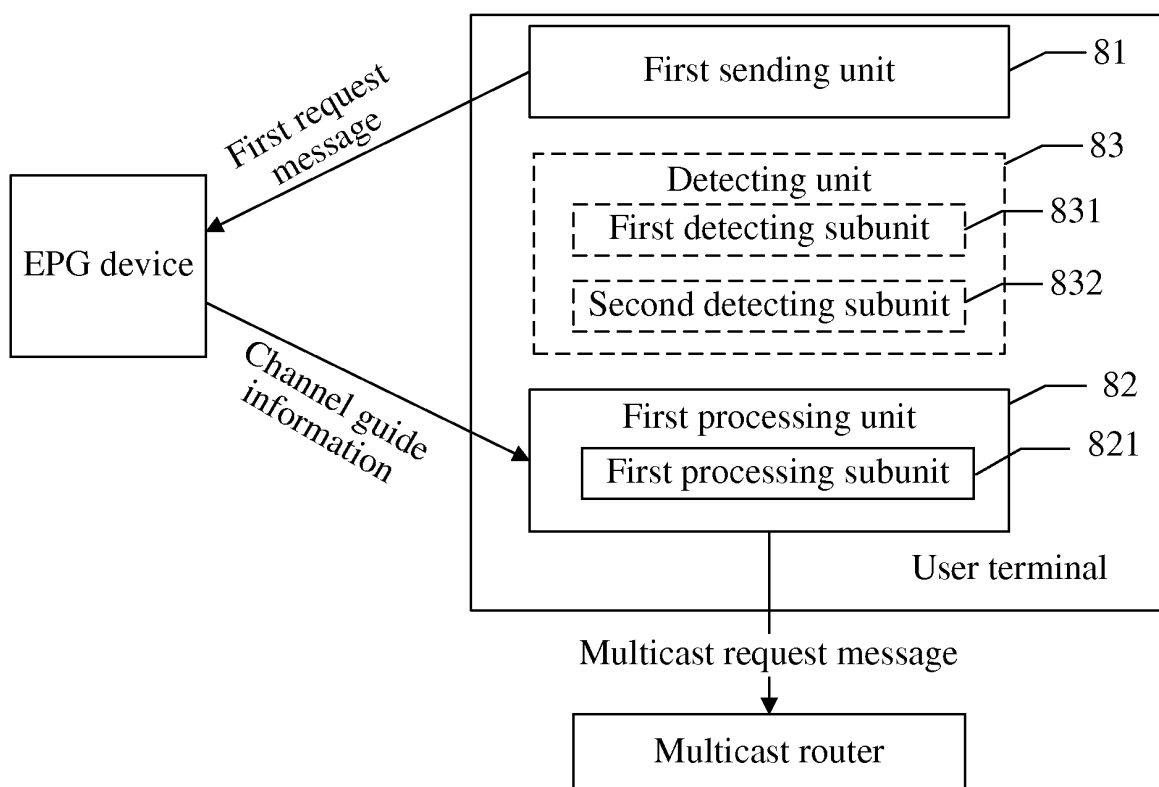 First sending unit
81
First request
message
83
Detecting unit
First detecting subunit
831
EPG device
Second detecting subunit
832
Channel guide
information
82
First processing unit
First processing subunit
821
User terminal
Multicast request message
Multicast router